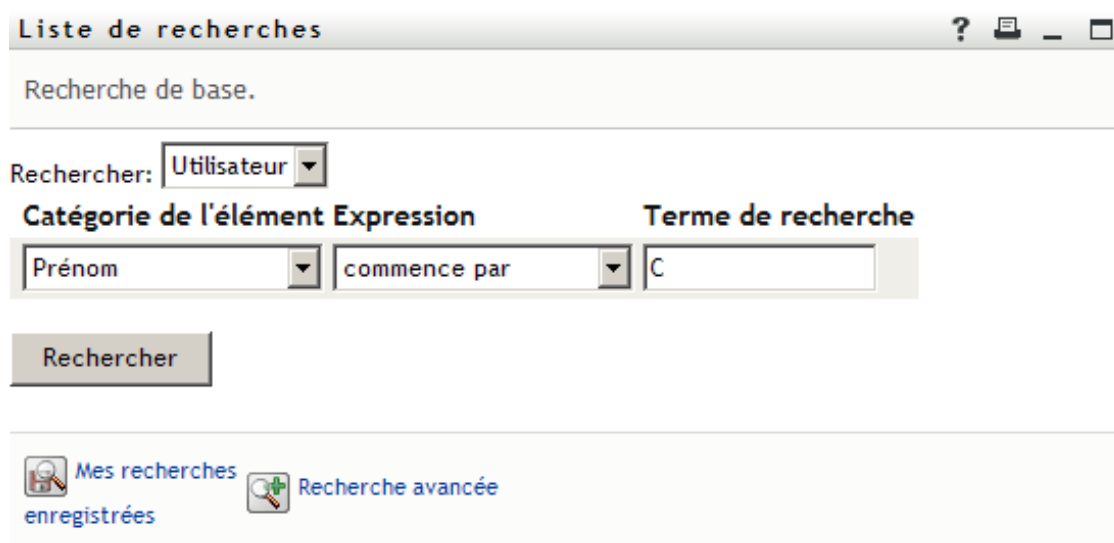 Liste de recherches ?
Recherche de base.
Rechercher: Utilisateur
Catégorie de l'élément Expression Terme de recherche
Prénom commence par C
Rechercher
Mes recherches
enregistrées
Recherche avancée